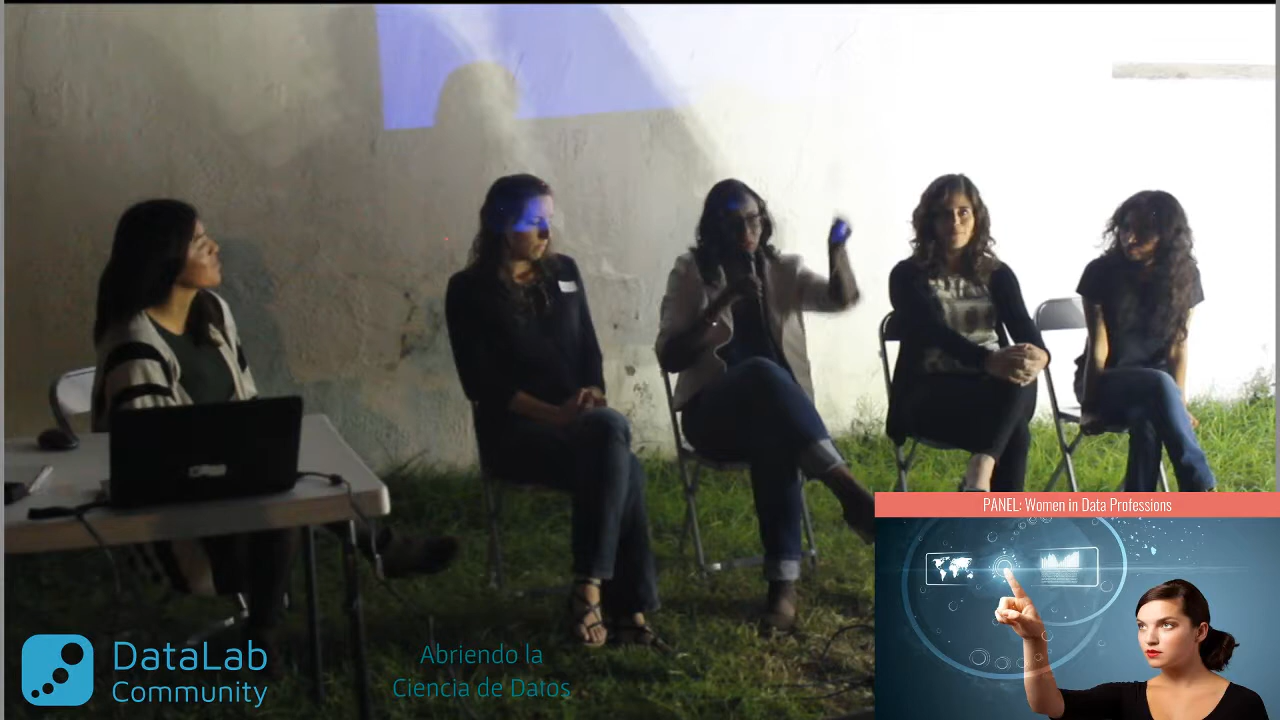 PANEL: Women in Data Professions
DataLab
Community
Abriendo la
Ciencia de Datos